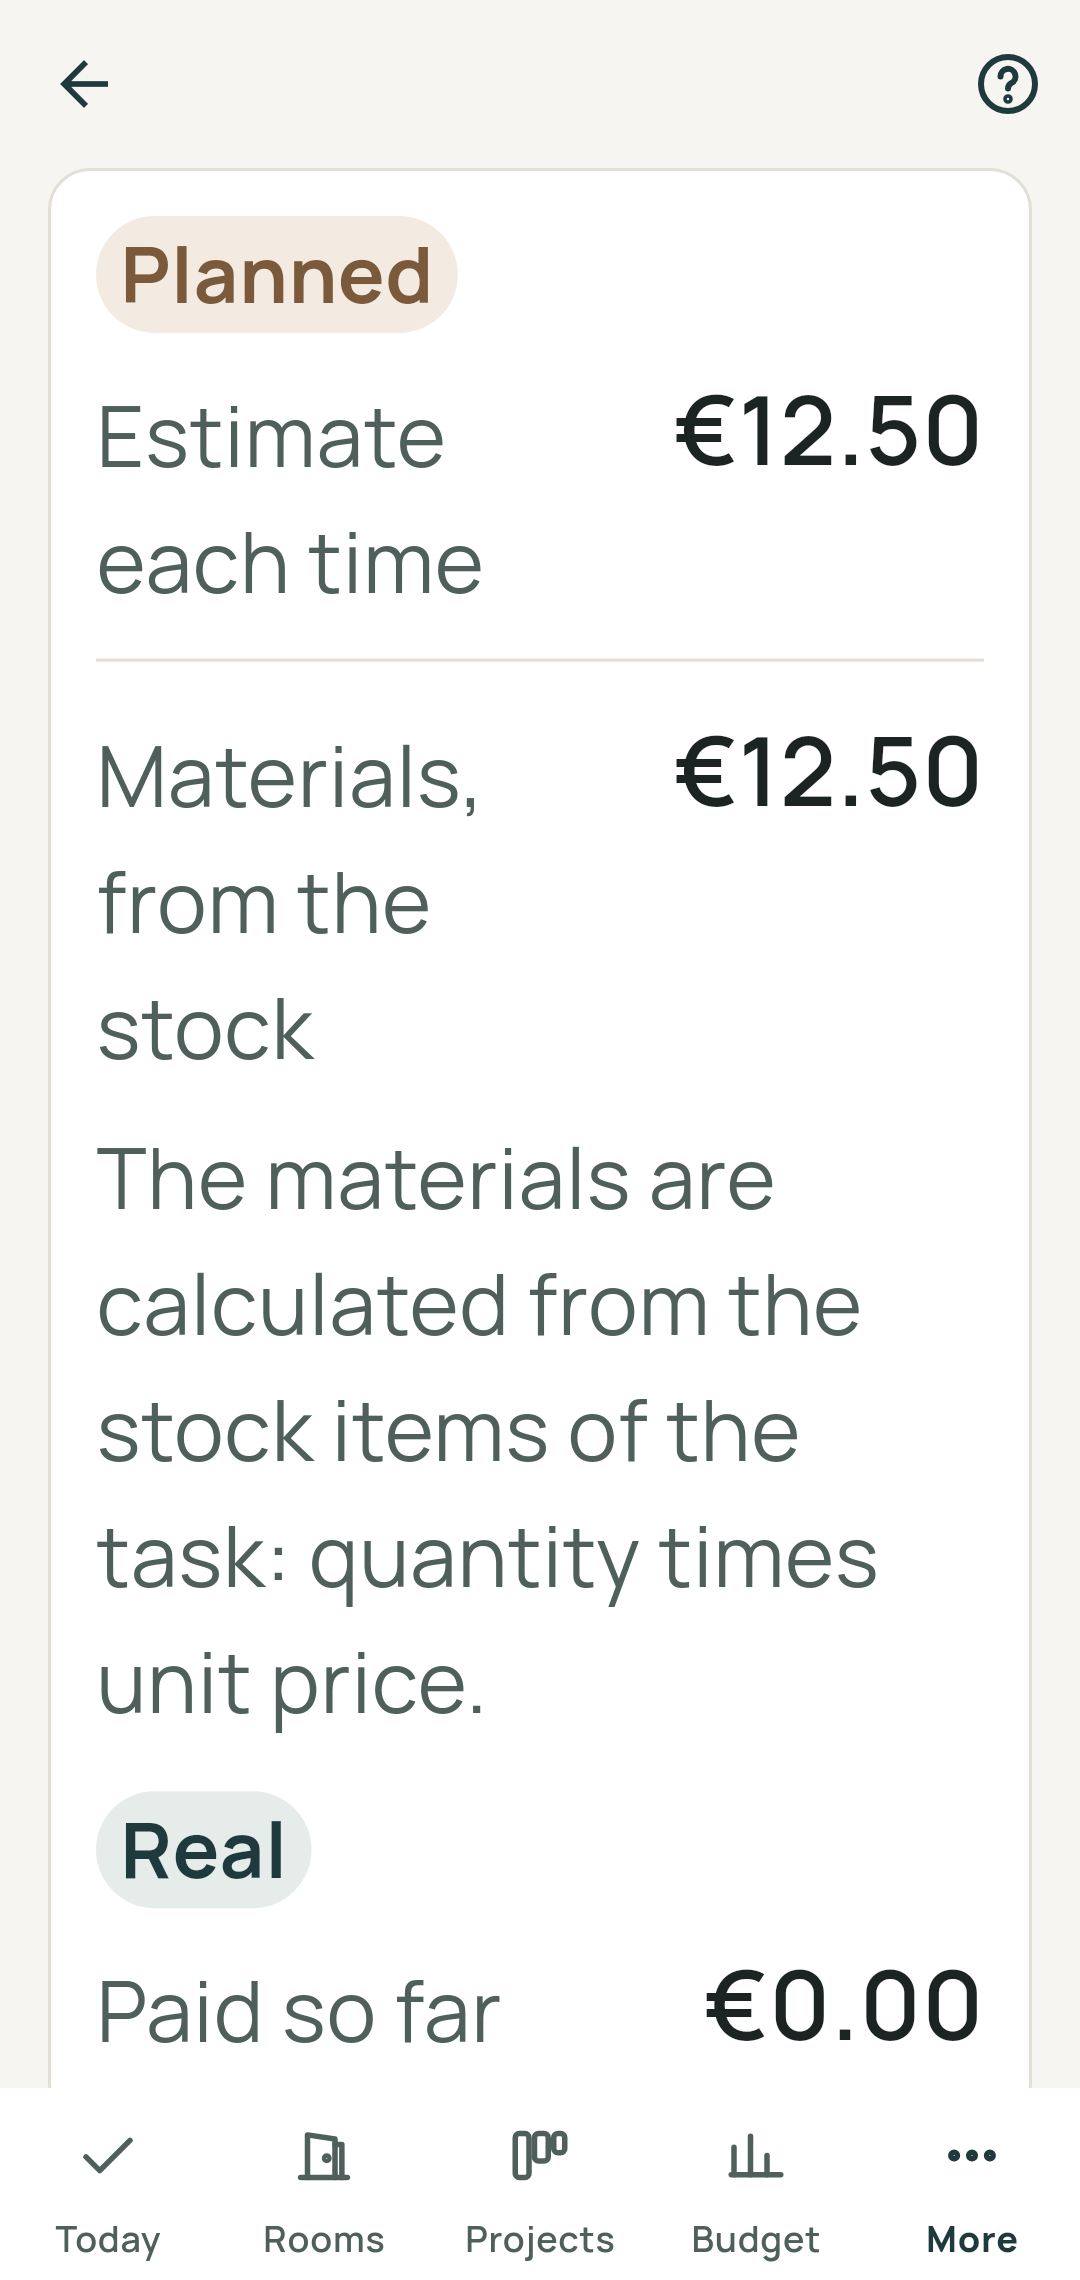 Planned
Estimate €12.50
each time
Materials, €12.50
from the
stock
The materials are
calculated from the
stock items of the
task: quantity times
unit price.
Real
Paid so far €0.00
Today Rooms Projects Budget More